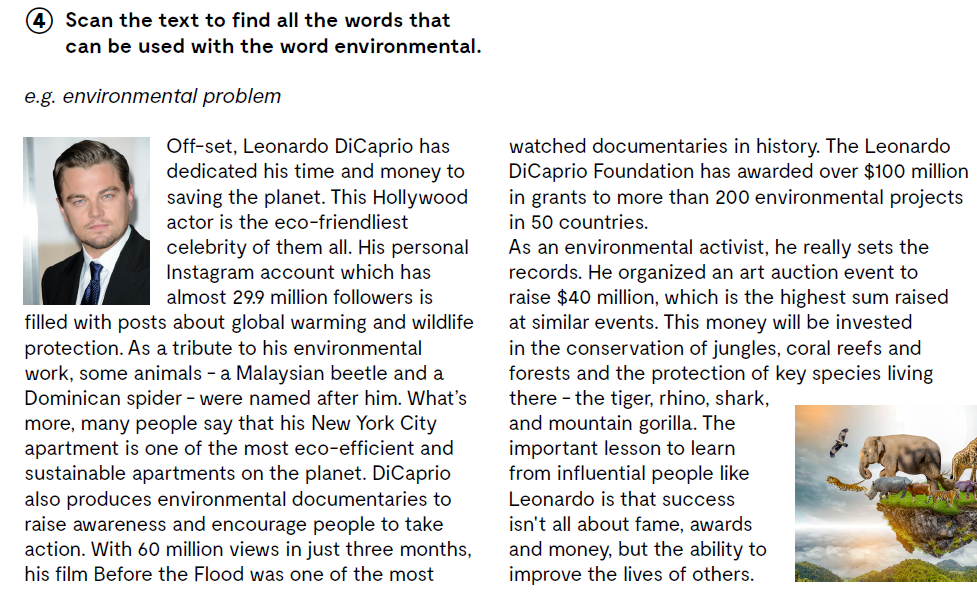 4 Scan the text to find all the words that
can be used with the word environmental.
e.g. environmental problem
Off-set, Leonardo DiCaprio has
dedicated his time and money to
saving the planet. This Hollywood
actor is the eco-friendliest
celebrity of them all. His personal
Instagram account which has
almost 29.9 million followers is
filled with posts about global warming and wildlife
protection. As a tribute to his environmental
work, some animals - a Malaysian beetle and a
Dominican spider - were named after him. What's
more, many people say that his New York City
apartment is one of the most eco-efficient and
sustainable apartments on the planet. DiCaprio
also produces environmental documentaries to
raise awareness and encourage people to take
action. With 60 million views in just three months,
his film Before the Flood was one of the most
watched documentaries in history. The Leonardo
DiCaprio Foundation has awarded over $100 million
in grants to more than 200 environmental projects
in 50 countries.
As an environmental activist, he really sets the
records. He organized an art auction event to
raise $40 million, which is the highest sum raised
at similar events. This money will be invested
in the conservation of jungles, coral reefs and
forests and the protection of key species living
there - the tiger, rhino, shark,
and mountain gorilla. The
important lesson to learn
from influential people like
Leonardo is that success
isn't all about fame, awards
and money, but the ability to
improve the lives of others.